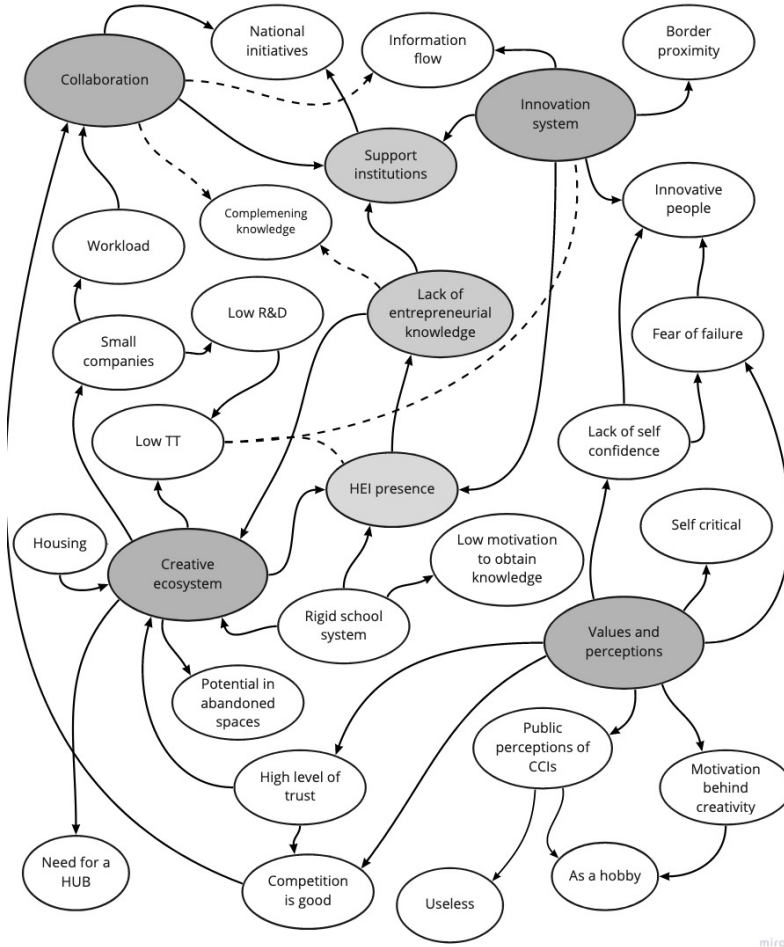 National
initiatives
Information
flow
Border
proximity
Collaboration
Innovation
system
Support
institutions
Innovative
people
Complemening
knowledge
Workload
Lack of
entrepreneurial
knowledge
Low R&D
Small
companies
Fear of failure
Low TT
Lack of self
confidence
HEI presence
Self critical
Housing
Creative
ecosystem
Low motivation
to obtain
knowledge
Rigid school
system
Values and
perceptions
Potential in
abandoned
spaces
Public
perceptions of
CCIs
High level of
trust
Motivation
behind
creativity
Need for a
HUB
Competition
is good
Useless
As a hobby
miro